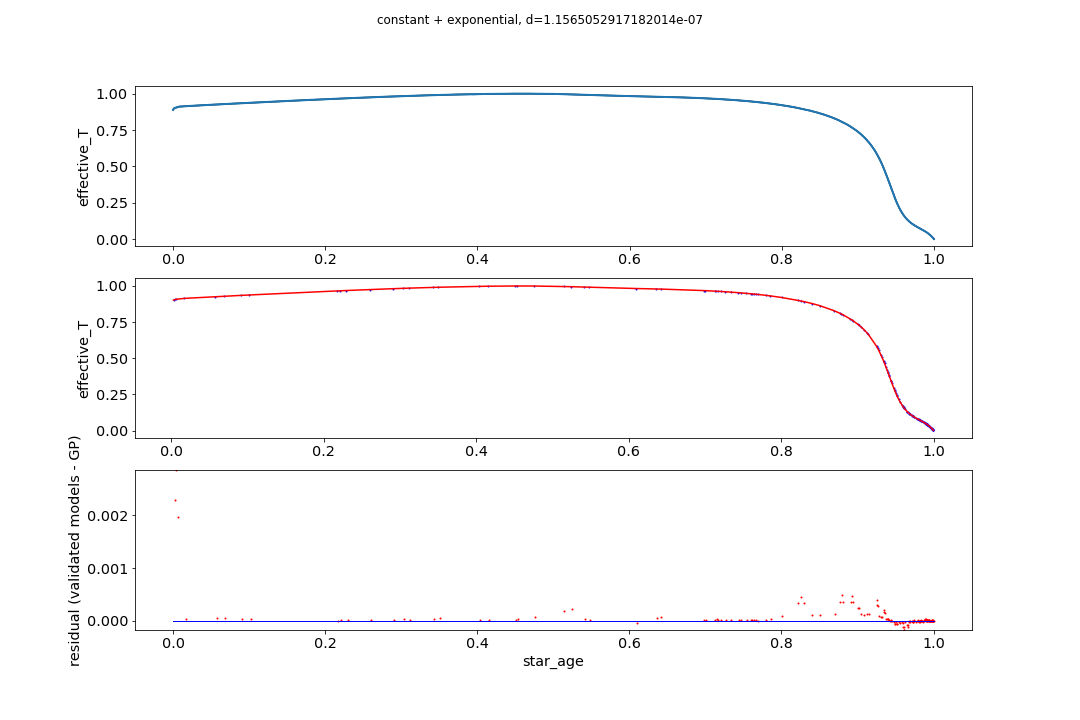 constant + exponential, d=1.1565052917182014e-07
1.00
0.75
0.50
0.25
0.00
effective_T
0.0 0.2 0.4 0.6 0.8 1.0
1.00
0.75
0.50
0.25
0.00
effective_T
0.0 0.2 0.4 0.6 0.8 1.0
residual (validated models - GP)
0.002
0.001
0.000
0.0 0.2 0.4 0.6 0.8 1.0
star_age